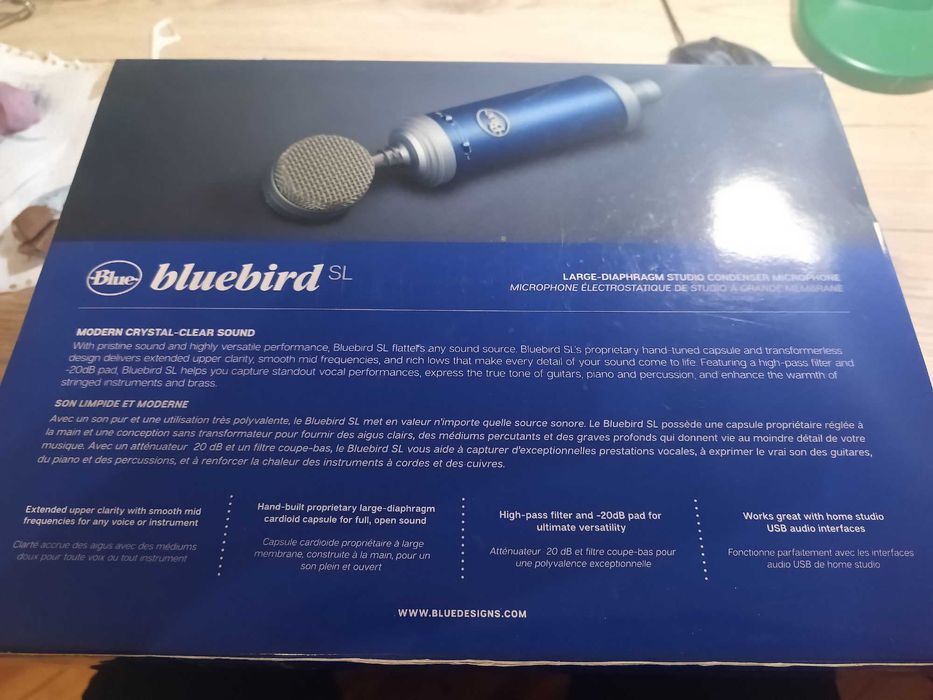 Blue
Blue bluebird SL
LARGE-DIAPHRAGM STUDIO CONDENSER MICROPHONE
MICROPHONE ÉLECTROSTATIQUE DE STUDIO À GRANDE MEMBRANE
MODERN CRYSTAL-CLEAR SOUND
With pristine sound and highly versatile performance, Bluebird SL flatters any sound source. Bluebird SL's proprietary hand-tuned capsule and transformerless
design delivers extended upper clarity, smooth mid frequencies, and rich lows that make every detail of your sound come to life. Featuring a high-pass filter and
-20dB pad, Bluebird SL helps you capture standout vocal performances, express the true tone of guitars, piano and percussion, and enhance the warmth of
stringed instruments and brass.
SON LIMPIDE ET MODERNE
Avec un son pur et une utilisation très polyvalente, le Bluebird SL met en valeur n'importe quelle source sonore. Le Bluebird SL possède une capsule propriétaire réglée à
la main et une conception sans transformateur pour fournir des aigus clairs, des médiums percutants et des graves profonds qui donnent vie au moindre détail de votre
musique. Avec un atténuateur 20 dB et un filtre coupe-bas, le Bluebird SL vous aide à capturer d'exceptionnelles prestations vocales, à exprimer le vrai son des guitares,
du piano et des percussions, et à renforcer la chaleur des instruments à cordes et des cuivres.
Extended upper clarity with smooth mid
frequencies for any voice or instrument
Clarté accrue des aigus avec des médiums
doux pour toute voix ou tout instrument
Hand-built proprietary large-diaphragm
cardioid capsule for full, open sound
Capsule cardioïde propriétaire à large
membrane, construite à la main, pour un
son plein et ouvert
High-pass filter and -20dB pad for
ultimate versatility
Atténuateur 20 dB et filtre coupe-bas pour
une polyvalence exceptionnelle
Works great with home studio
USB audio interfaces
Fonctionne parfaitement avec les interfaces
audio USB de home studio
WWW.BLUEDESIGNS.COM